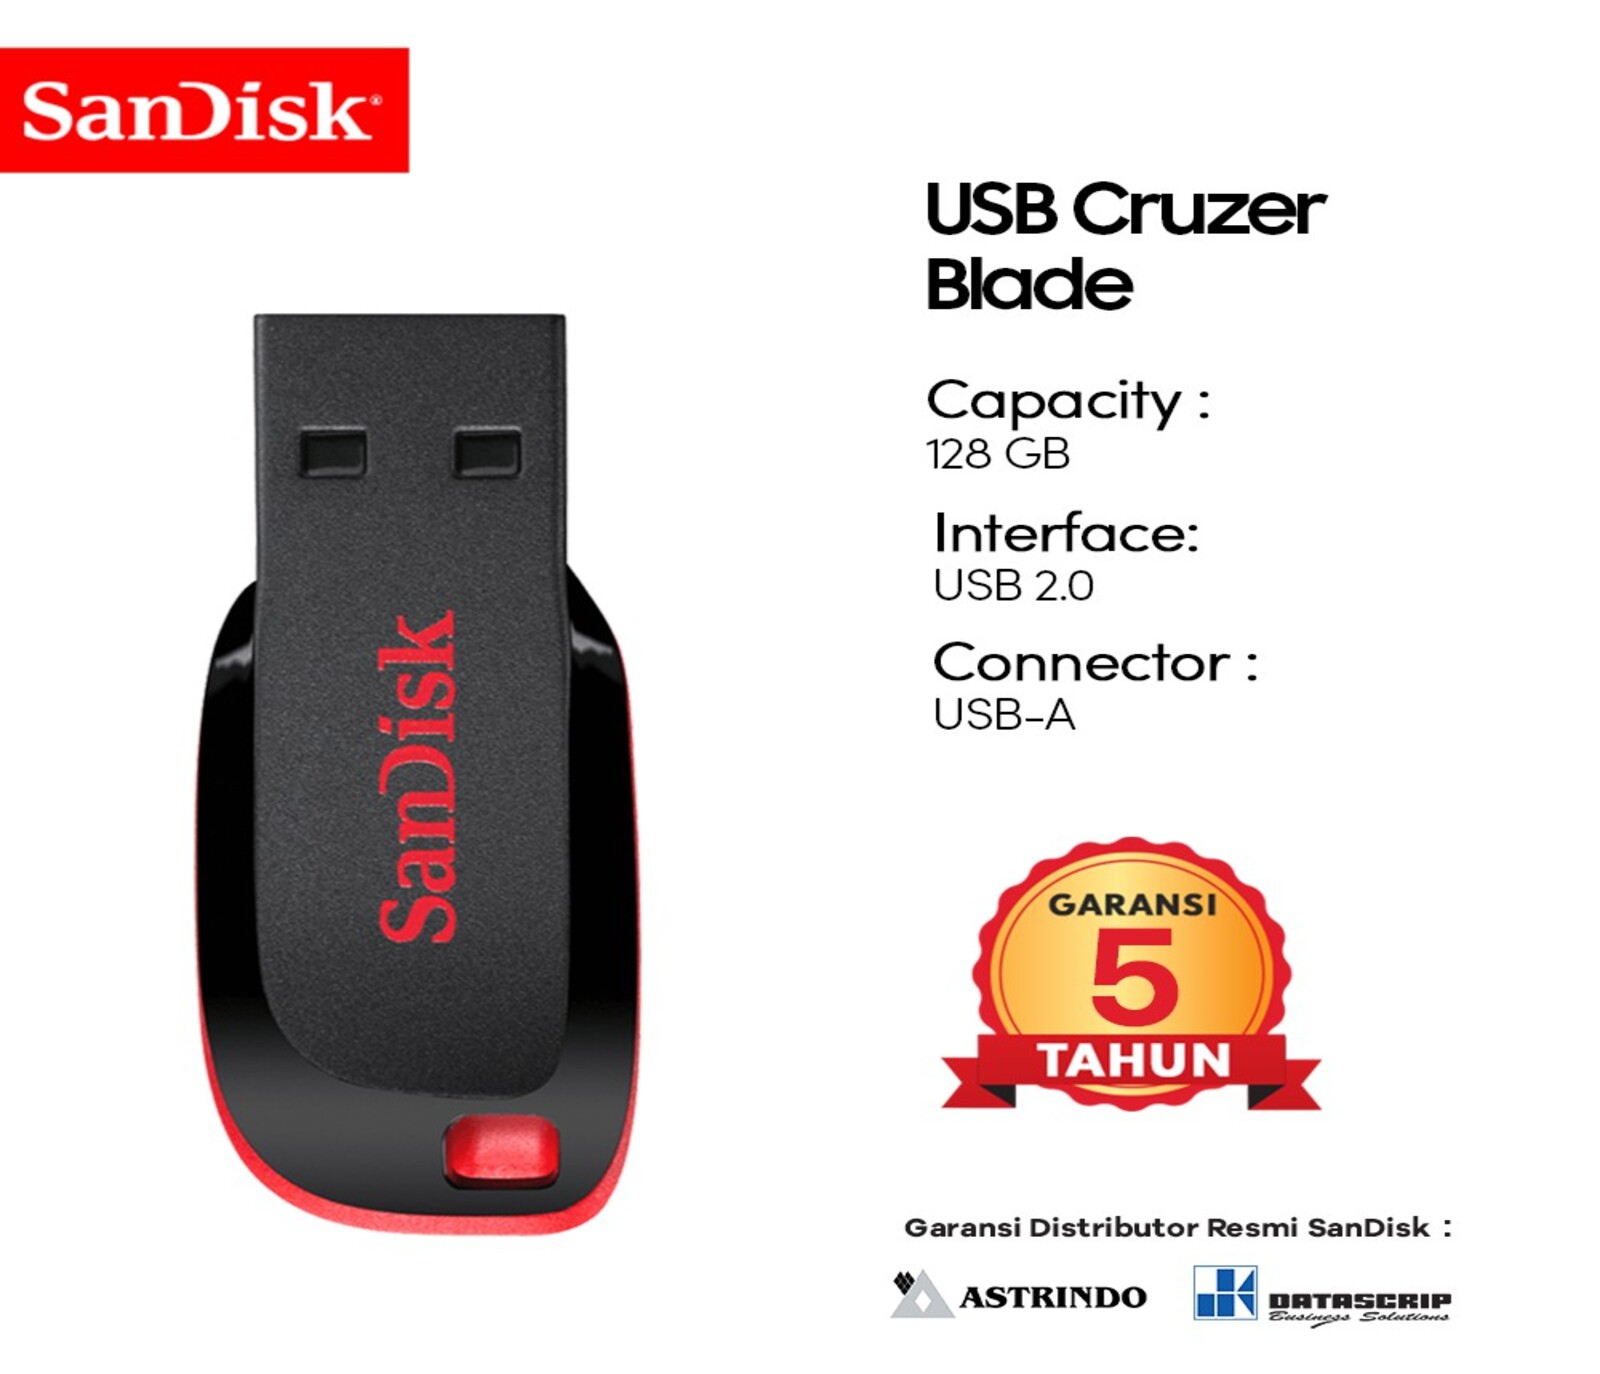 SanDisk®
USB Cruzer
Blade
Capacity :
128 GB
Interface:
USB 2.0
Connector :
USB-A
SanDisk
GARANSI
5
TAHUN
Garansi Distributor Resmi SanDisk :
ASTRINDO
DATASCRIP
Business Solutions